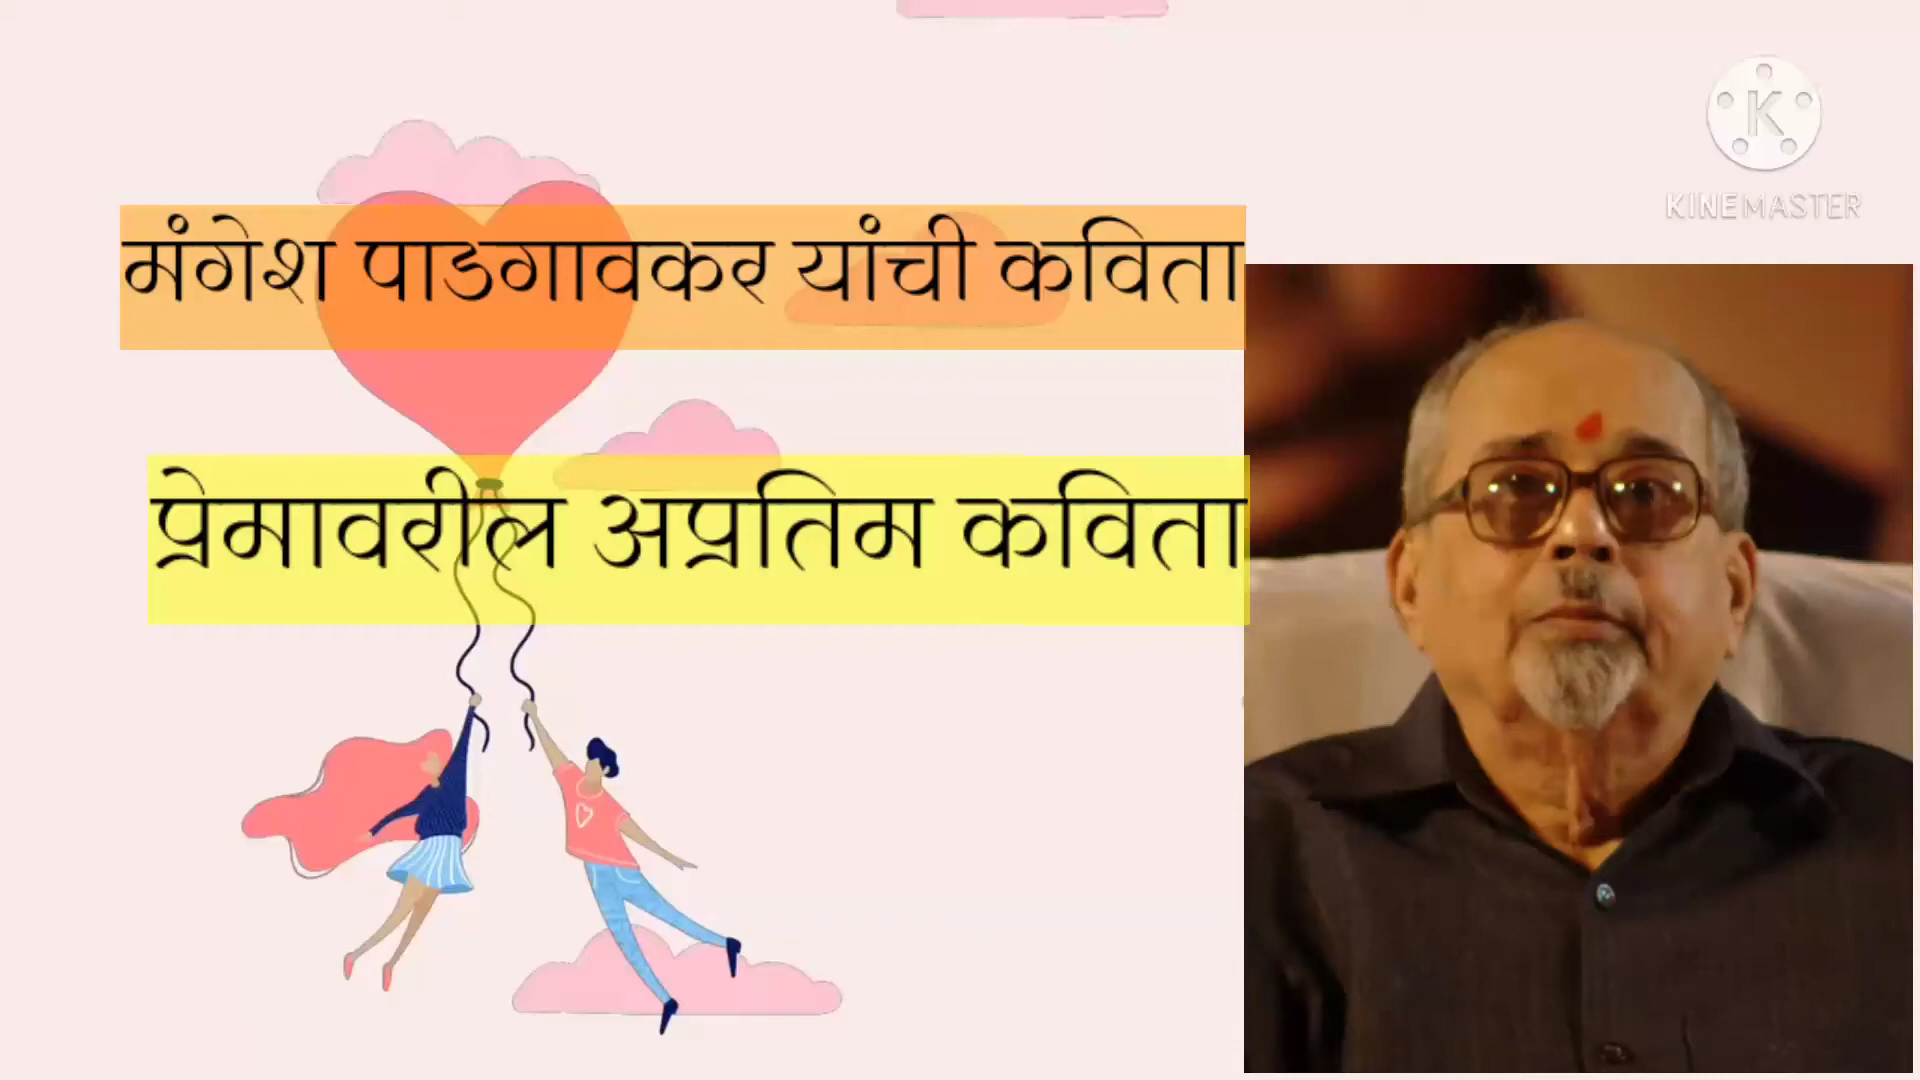 मंगेश पाडगावकर यांची कविता
प्रेमावरील अप्रतिम कविता
K
KINEMASTER